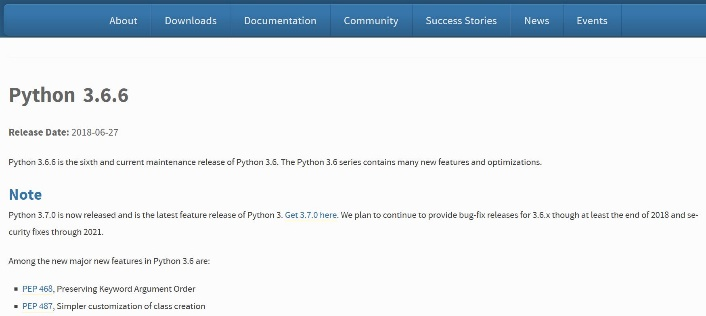 About Downloads Documentation Community Success Stories News Events
Python 3.6.6
Release Date: 2018-06-27
Python 3.6.6 is the sixth and current maintenance release of Python 3.6. The Python 3.6 series contains many new features and optimizations.
Note
Python 3.7.0 is now released and is the latest feature release of Python 3. Get 3.7.0 here. We plan to continue to provide bug-fix releases for 3.6.x though at least the end of 2018 and se-
curity fixes through 2021.
Among the new major new features in Python 3.6 are:
▪ PEP 468, Preserving Keyword Argument Order
▪ PEP 487, Simpler customization of class creation